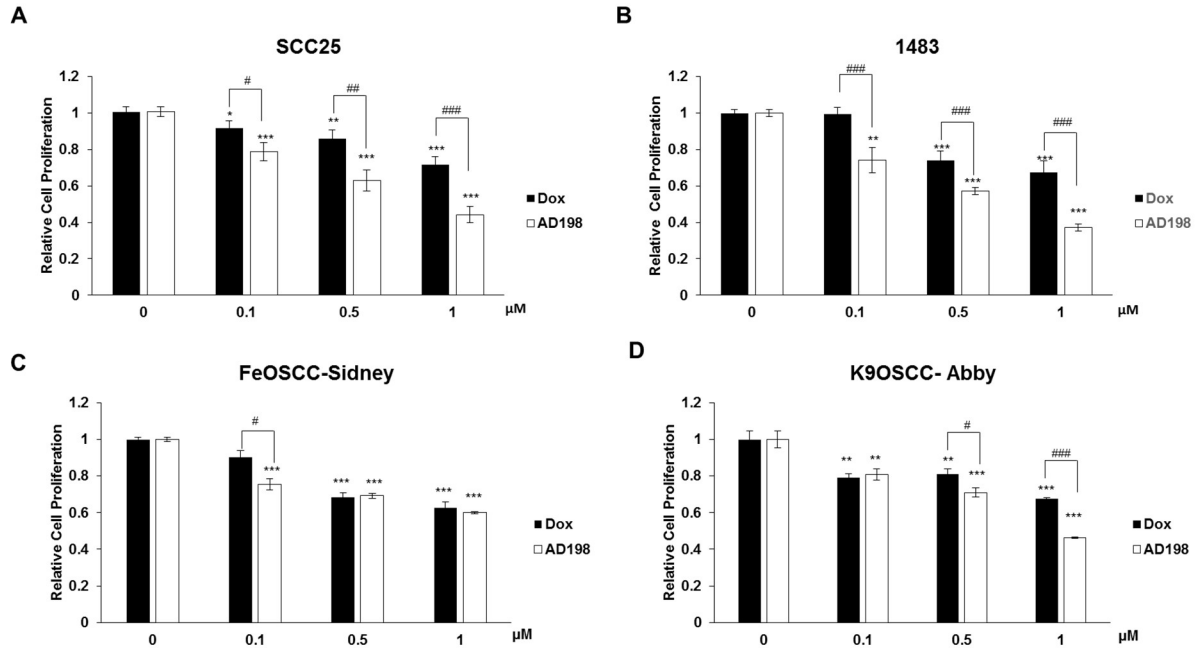 A
SCC25
Relative Cell Proliferation
1.2
1
0.8
0.6
0.4
0.2
0
# ## ###
* *** ** *** *** ***
0 0.1 0.5 1 µM
Dox
AD198
B
1483
Relative Cell Proliferation
1.2
1
0.8
0.6
0.4
0.2
0
### ### ###
** *** *** *** ***
0 0.1 0.5 1 µM
Dox
AD198
C
FeOSCC-Sidney
Relative Cell Proliferation
1.2
1
0.8
0.6
0.4
0.2
0
#
*** *** *** *** ***
0 0.1 0.5 1 µM
Dox
AD198
D
K9OSCC- Abby
Relative Cell Proliferation
1.2
1
0.8
0.6
0.4
0.2
0
# ###
** ** ** *** *** ***
0 0.1 0.5 1 µM
Dox
AD198